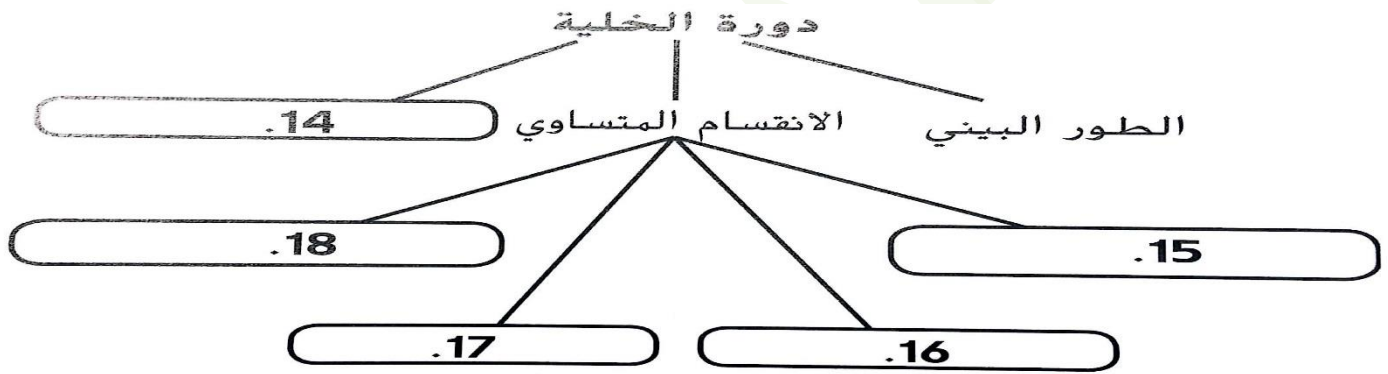 دورة الخلية
الطور البيني
الانقسام المتساوي
.14
.15
.18
.16
.17